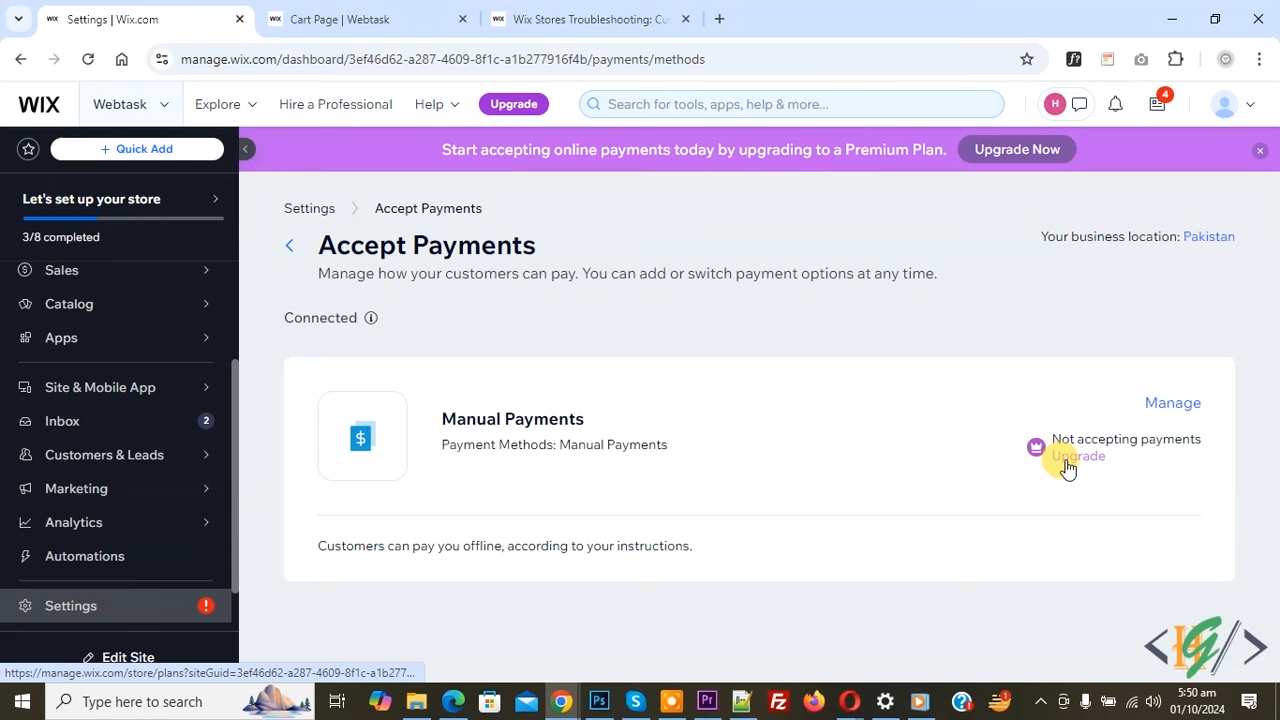 Settings | Wix.com
Cart Page | Webtask
Wix Stores Troubleshooting: Cu
manage.wix.com/dashboard/3ef46d62-a287-4609-8f1c-a1b277916f4b/payments/methods
WIX
Webtask
Explore
Hire a Professional
Help
Upgrade
Search for tools, apps, help & more...
H
4
Quick Add
Start accepting online payments today by upgrading to a Premium Plan.
Upgrade Now
Let's set up your store
3/8 completed
Sales
Catalog
Apps
Site & Mobile App
Inbox
2
Customers & Leads
Marketing
Analytics
Automations
Settings
Edit Site
Settings
Accept Payments
Accept Payments
Your business location: Pakistan
Manage how your customers can pay. You can add or switch payment options at any time.
Connected
Manual Payments
Payment Methods: Manual Payments
Manage
Not accepting payments
Upgrade
Customers can pay you offline, according to your instructions.
https://manage.wix.com/store/plans?siteGuid=3ef46d62-a287-4609-8f1c-a1b277...
Type here to search
5:50 am
01/10/2024